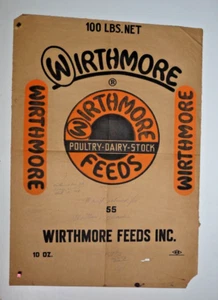 100 LBS. NET
WIRTHMORE
®
WIRTHMORE
WIRTHMORE
POULTRY-DAIRY-STOCK
FEEDS
WIRTHMORE
55
WIRTHMORE FEEDS INC.
10 OZ.